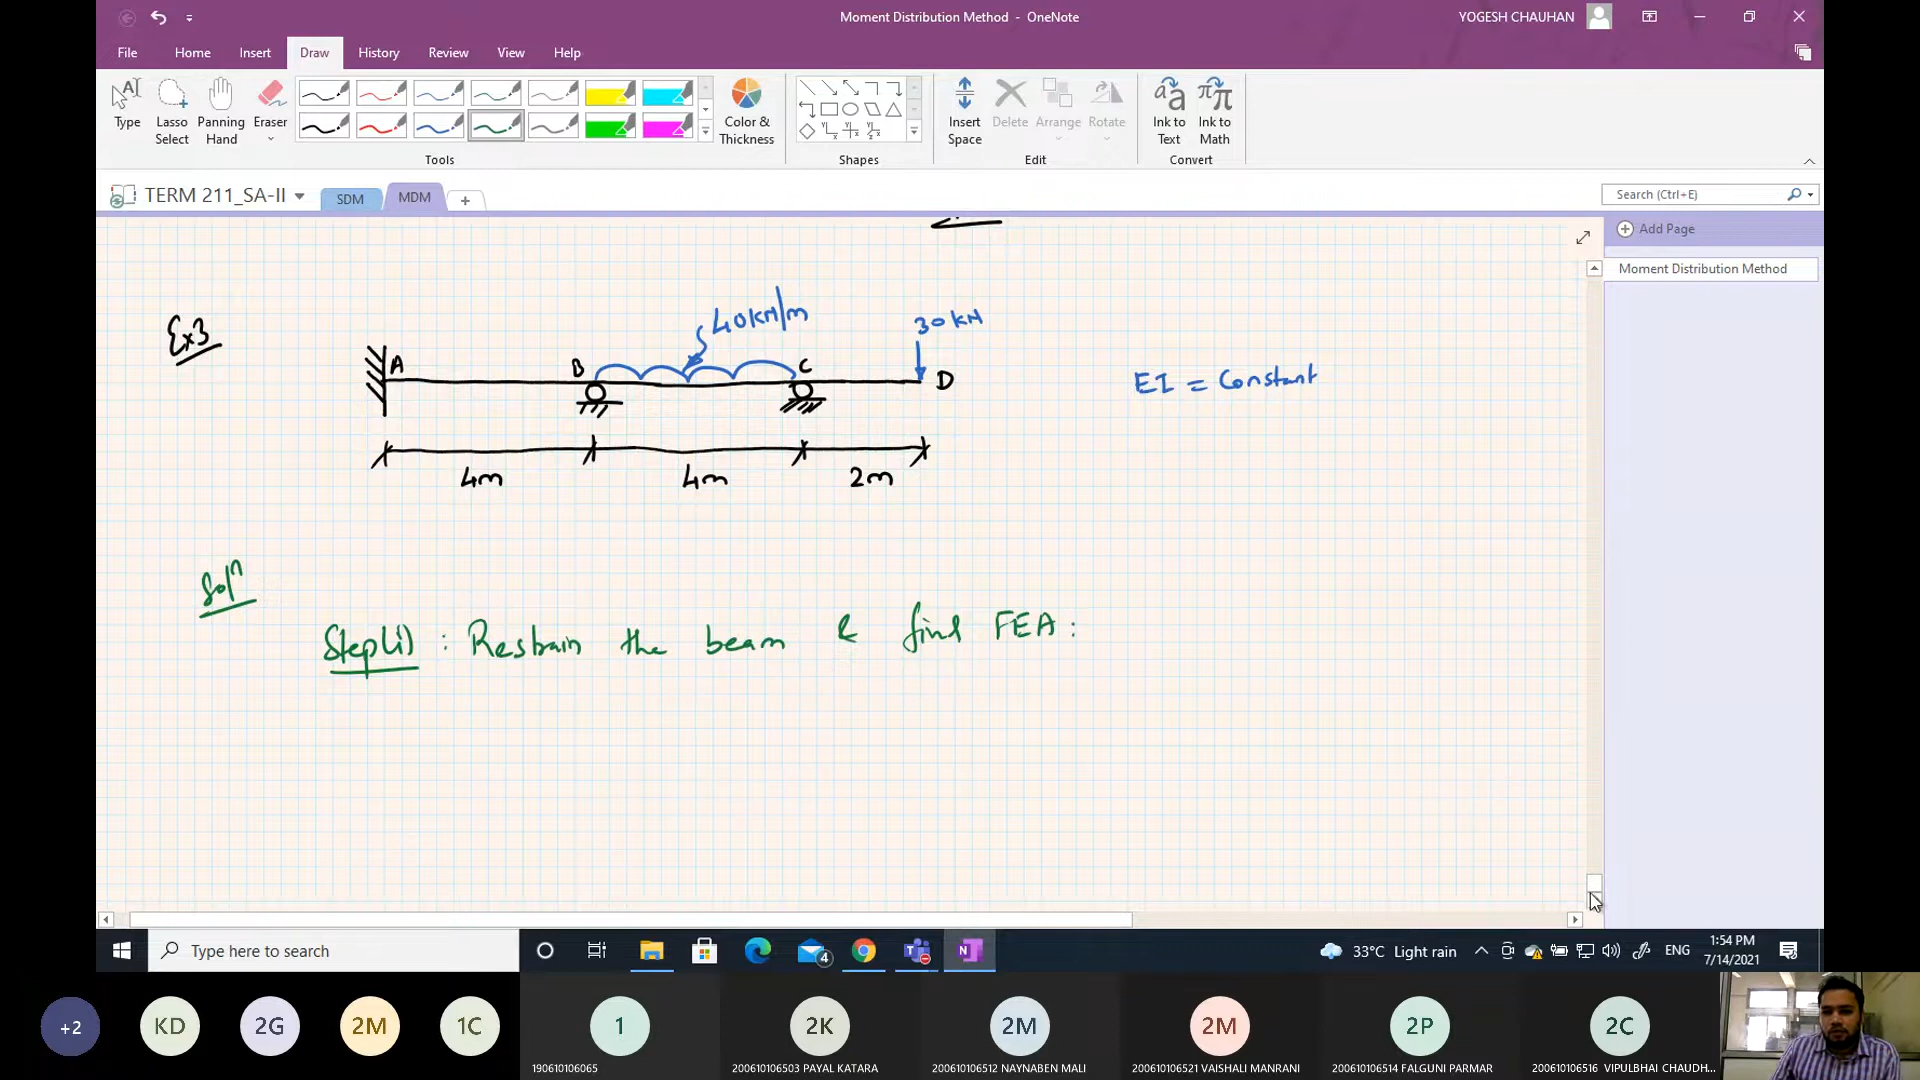 Moment Distribution Method - OneNote
YOGESH CHAUHAN
File Home Insert Draw History Review View Help
Type
Lasso Select
Panning Hand
Eraser
Color & Thickness
Insert Space
Delete
Arrange
Rotate
Ink to Text
Ink to Math
Tools Shapes Edit Convert
TERM 211_SA-II SDM MDM
Search (Ctrl+E)
Add Page
Moment Distribution Method
Ex3
40kN/m
30kN
A B C D
EI = Constant
4m 4m 2m
Solⁿ
Step(i) : Restrain the beam & find FEA :
Type here to search
4
33°C Light rain
ENG
1:54 PM
7/14/2021
+2 KD 2G 2M 1C 1 2K 2M 2M 2P 2C
190610106065
200610106503 PAYAL KATARA
200610106512 NAYNABEN MALI
200610106521 VAISHALI MANRANI
200610106514 FALGUNI PARMAR
200610106516 VIPULBHAI CHAUDH...